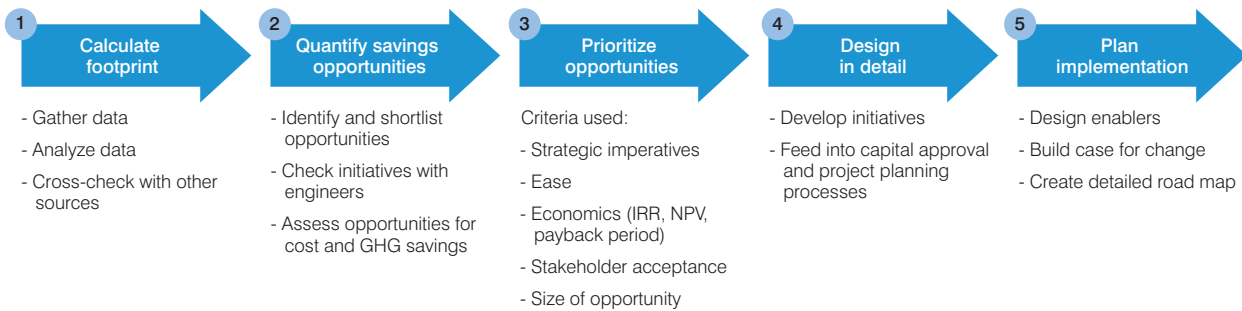 1
Calculate
footprint
- Gather data
- Analyze data
- Cross-check with other
sources
2
Quantify savings
opportunities
- Identify and shortlist
opportunities
- Check initiatives with
engineers
- Assess opportunities for
cost and GHG savings
3
Prioritize
opportunities
Criteria used:
- Strategic imperatives
- Ease
- Economics (IRR, NPV,
payback period)
- Stakeholder acceptance
- Size of opportunity
4
Design
in detail
- Develop initiatives
- Feed into capital approval
and project planning
processes
5
Plan
implementation
- Design enablers
- Build case for change
- Create detailed road map